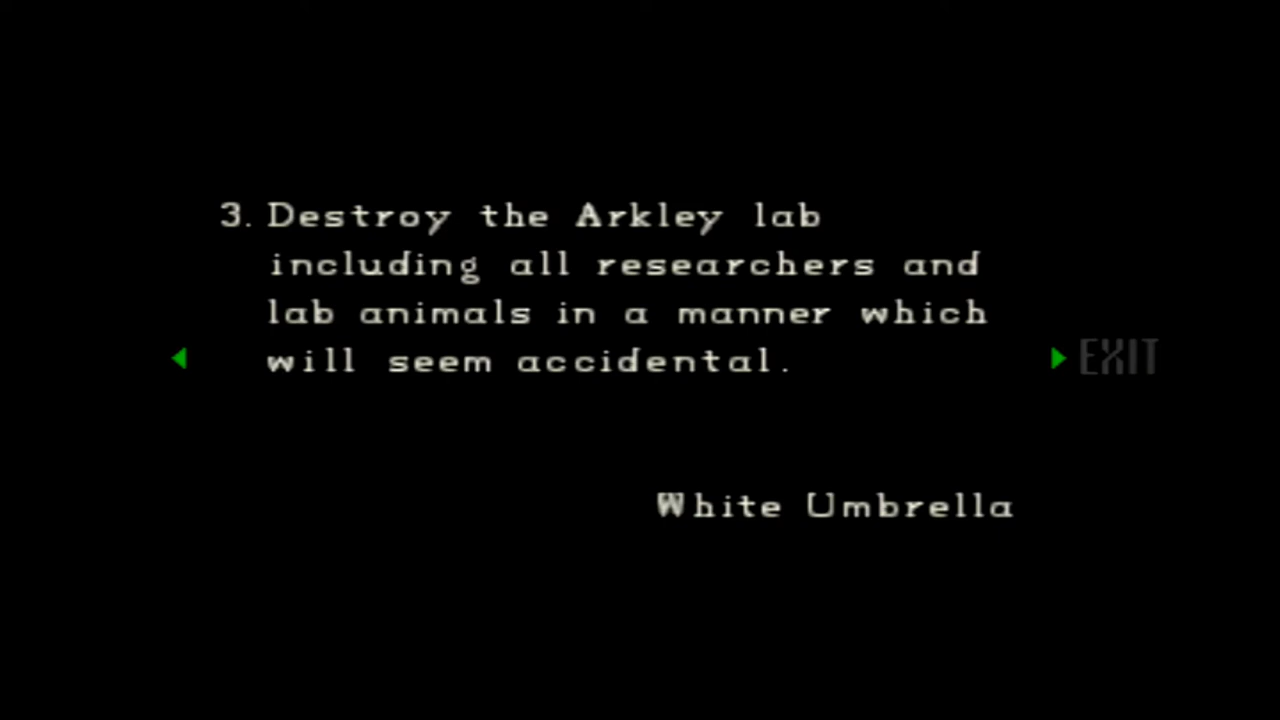 3. Destroy the Arkley lab
including all researchers and
lab animals in a manner which
will seem accidental.
EXIT
White Umbrella